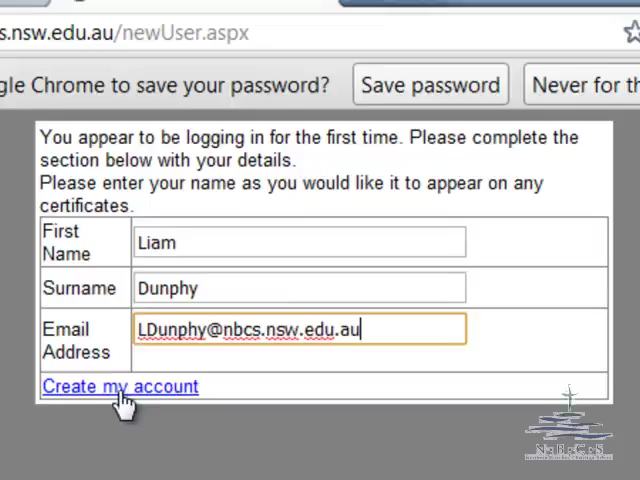 s.nsw.edu.au/newUser.aspx
gle Chrome to save your password?
Save password
Never for th
You appear to be logging in for the first time. Please complete the
section below with your details.
Please enter your name as you would like it to appear on any
certificates.
First
Name
Liam
Surname
Dunphy
Email
Address
LDunphy@nbcs.nsw.edu.au
Create my account
N B C S